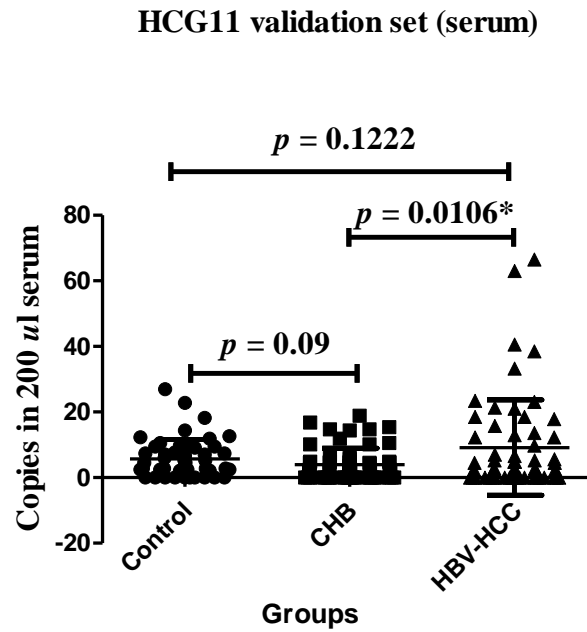 HCG11 validation set (serum)
p = 0.1222
p = 0.0106*
p = 0.09
Copies in 200 ul serum
80
60
40
20
0
-20
Control
CHB
HBV-HCC
Groups